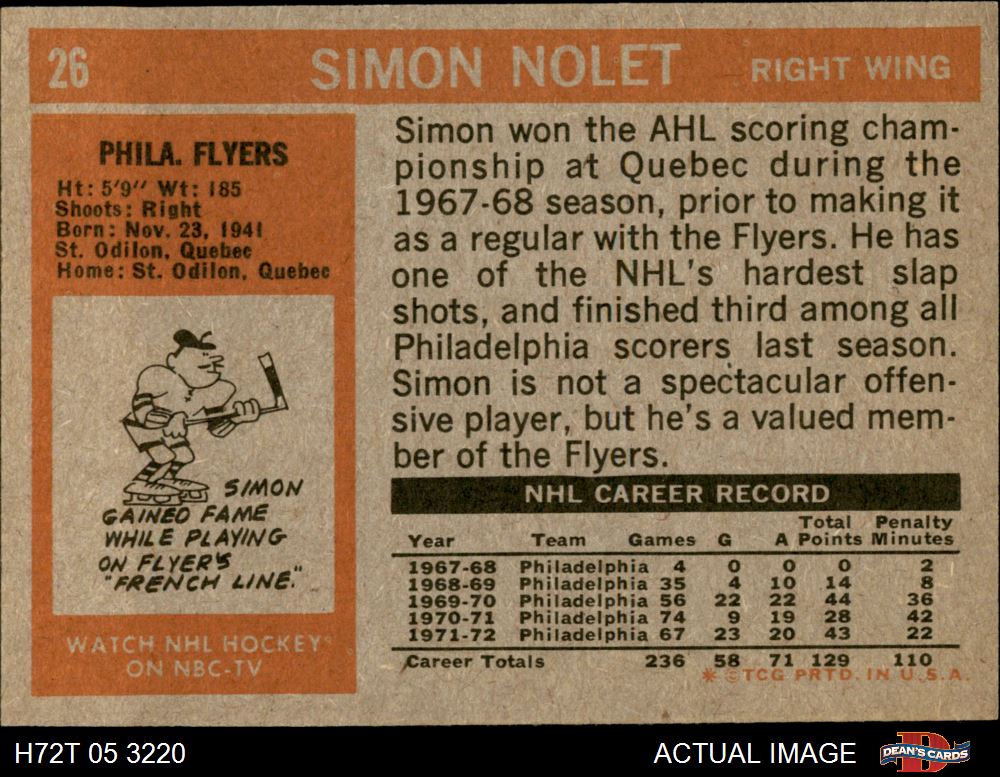 26 SIMON NOLET RIGHT WING
PHILA. FLYERS
Ht: 5'9" Wt: 185
Shoots: Right
Born: Nov. 23, 1941
St. Odilon, Quebec
Home: St. Odilon, Quebec
SIMON
GAINED FAME
WHILE PLAYING
ON FLYER'S
"FRENCH LINE."
WATCH NHL HOCKEY
ON NBC-TV
Simon won the AHL scoring cham-
pionship at Quebec during the
1967-68 season, prior to making it
as a regular with the Flyers. He has
one of the NHL's hardest slap
shots, and finished third among all
Philadelphia scorers last season.
Simon is not a spectacular offen-
sive player, but he's a valued mem-
ber of the Flyers.
NHL CAREER RECORD
Total Penalty
Year Team Games G A Points Minutes
1967-68 Philadelphia 4 0 0 0 2
1968-69 Philadelphia 35 4 10 14 8
1969-70 Philadelphia 56 22 22 44 36
1970-71 Philadelphia 74 9 19 28 42
1971-72 Philadelphia 67 23 20 43 22
Career Totals 236 58 71 129 110
* © TCG PRTD. IN U.S.A.
H72T 05 3220 ACTUAL IMAGE DEAN'S CARDS